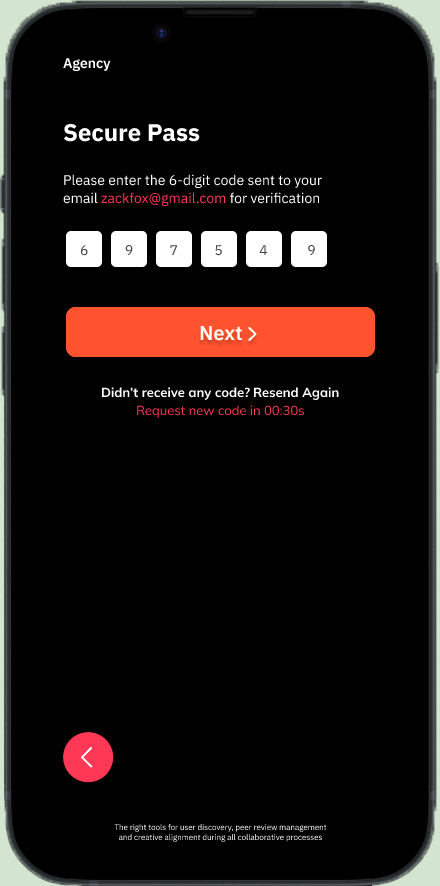 Agency
Secure Pass
Please enter the 6-digit code sent to your
email zackfox@gmail.com for verification
6 9 7 5 4 9
Next
Didn't receive any code? Resend Again
Request new code in 00:30s
The right tools for user discovery, peer review management
and creative alignment during all collaborative processes